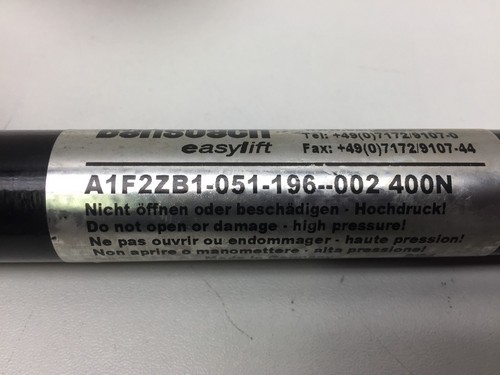 Bansbach Tel: +49(0)7172/9107-0
easylift Fax: +49(0)7172/9107-44
A1F2ZB1-051-196--002 400N
Nicht öffnen oder beschädigen - Hochdruck!
Do not open or damage - high pressure!
Ne pas ouvrir ou endommager - haute pression!
Non aprire o manomettere - alta pressione!